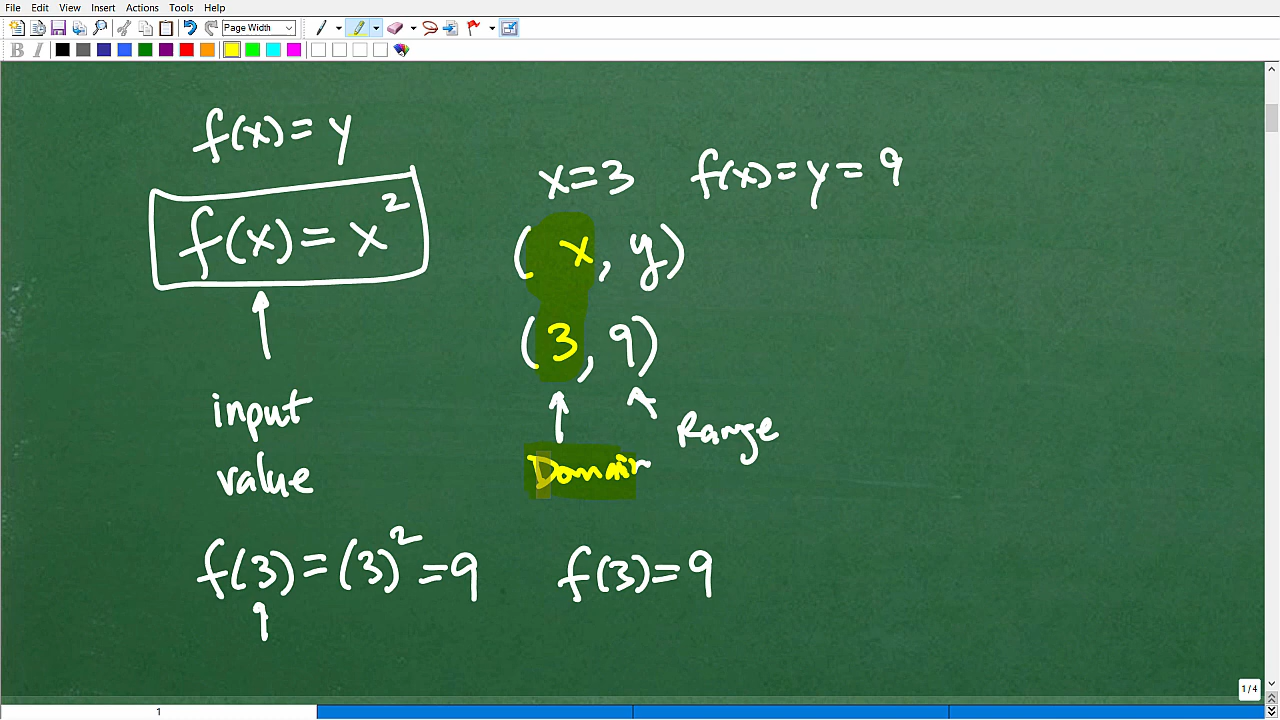 File Edit View Insert Actions Tools Help
Page Width
B I
f(x) = y
f(x) = x²
input
value
f(3) = (3)² = 9
x = 3 f(x) = y = 9
(x, y)
(3, 9)
Range
Domain
f(3) = 9
1/4
1